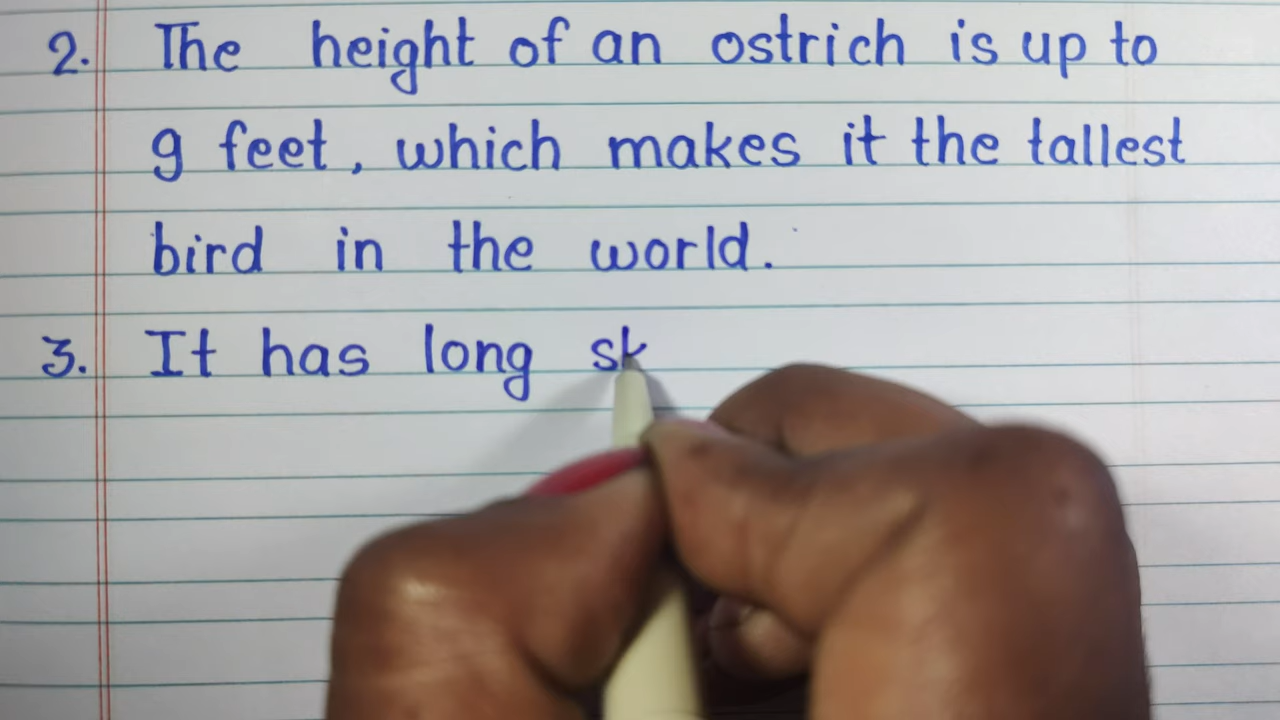 2. The height of an ostrich is up to
9 feet, which makes it the tallest
bird in the world.
3. It has long